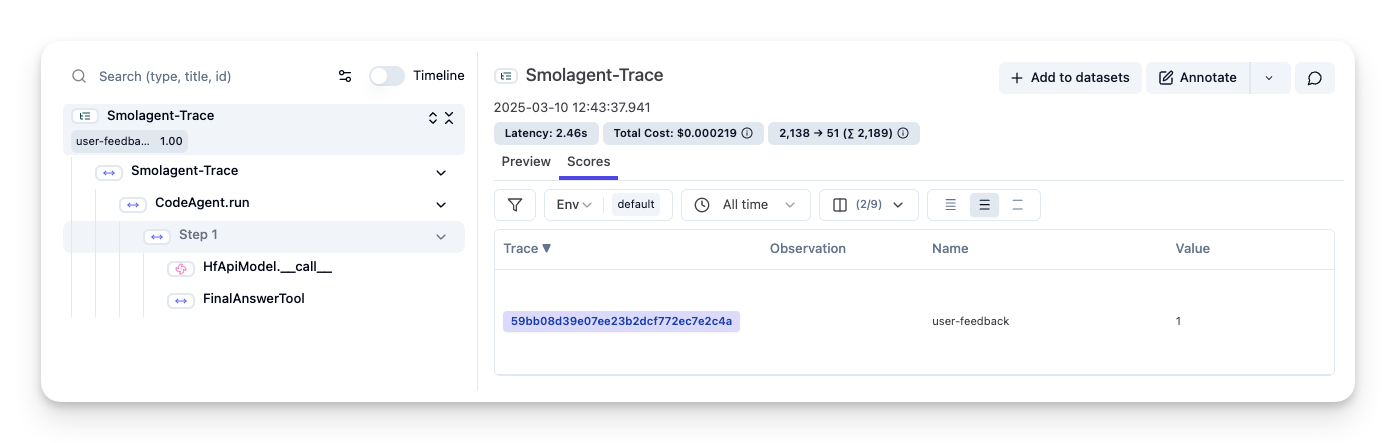 Search (type, title, id)
Timeline
Smolagent-Trace
user-feedba... 1.00
Smolagent-Trace
CodeAgent.run
Step 1
HfApiModel.__call__
FinalAnswerTool
Smolagent-Trace
Add to datasets
Annotate
2025-03-10 12:43:37.941
Latency: 2.46s Total Cost: $0.000219 2,138 → 51 (∑ 2,189)
Preview Scores
Env default All time (2/9)
Trace ▼ Observation Name Value
59bb08d39e07ee23b2dcf772ec7e2c4a user-feedback 1